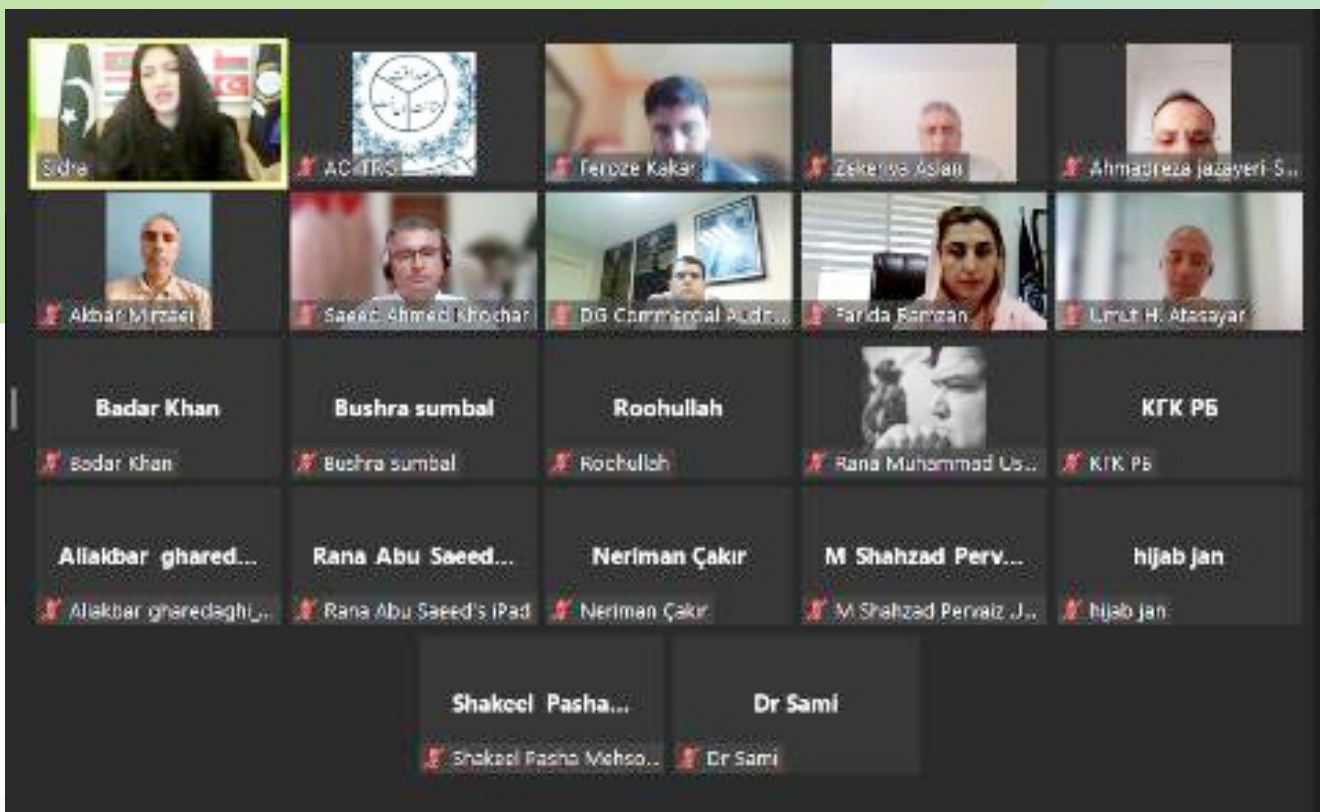 Sidra
AC-TRG
صداقت
Feroze Kakar
Zekeriya Aslan
Ahmadreza jazayeri-S...
Akbar Mirzaei
Saeed Ahmed Khokhar
DG Commercial Audit...
Farida Ramzan
Umut H. Atasayar
Badar Khan
Badar Khan
Bushra sumbal
Bushra sumbal
Roohullah
Roohullah
Rana Muhammad Us...
КГК РБ
КГК РБ
Aliakbar ghared...
Aliakbar gharedaghi_...
Rana Abu Saeed...
Rana Abu Saeed's iPad
Neriman Çakır
Neriman Çakır
M Shahzad Perv...
M Shahzad Pervaiz ...
hijab jan
hijab jan
Shakeel Pasha...
Shakeel Pasha Mehso...
Dr Sami
Dr Sami